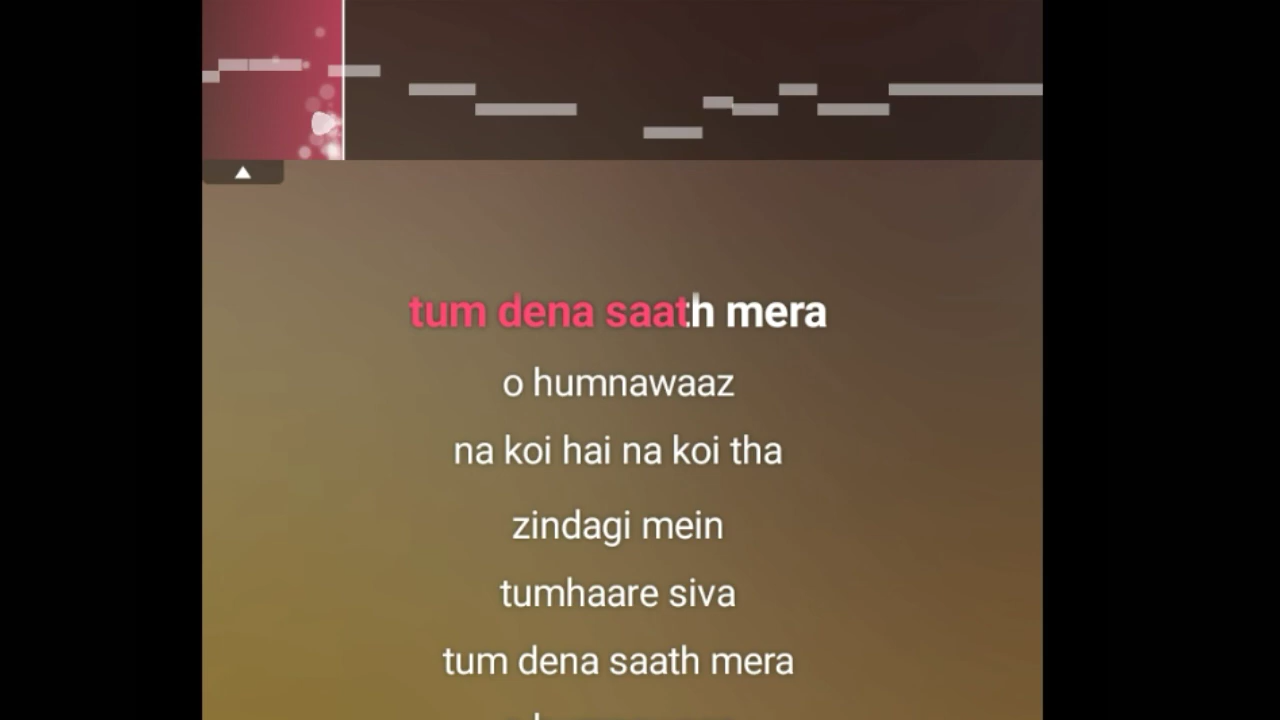 tum dena saath mera
o humnawaaz
na koi hai na koi tha
zindagi mein
tumhaare siva
tum dena saath mera